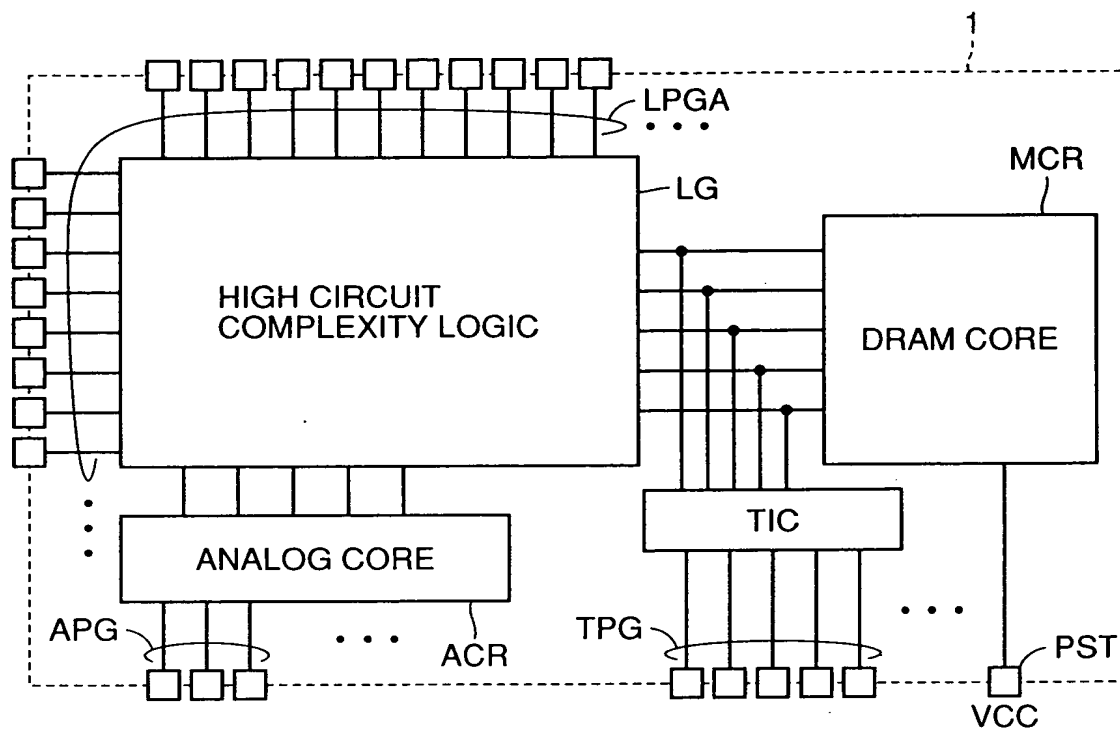 1
LPGA
LG
MCR
HIGH CIRCUIT
COMPLEXITY LOGIC
DRAM CORE
TIC
ANALOG CORE
APG
ACR
TPG
PST
VCC